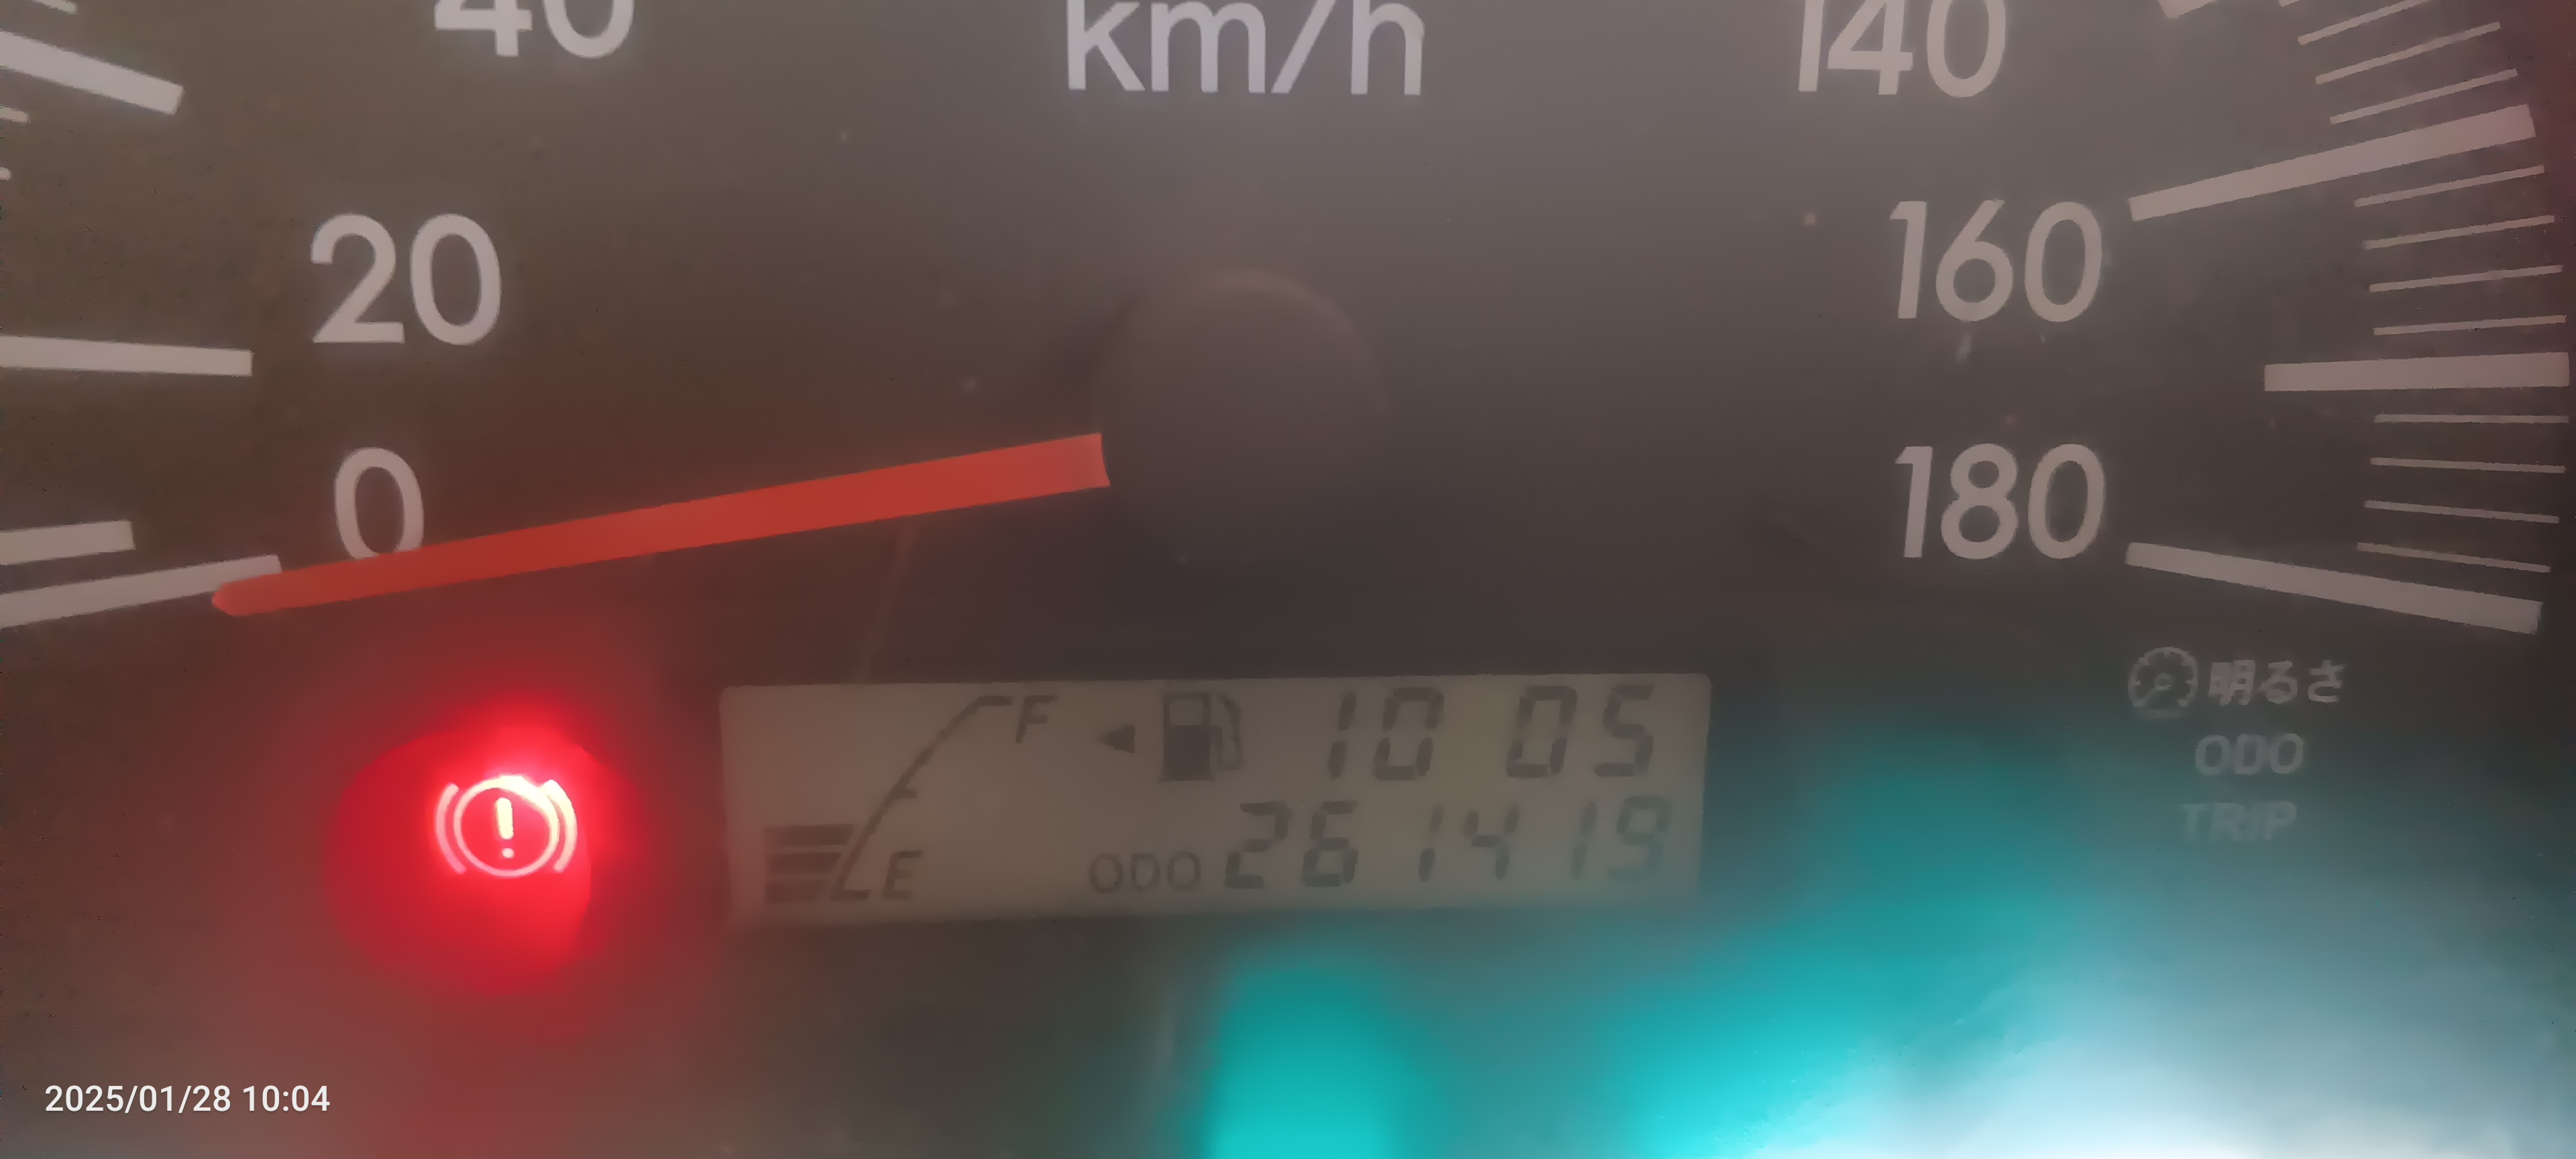 40
km/h
140
20
160
0
180
F
10 05
明るさ
ODO
TRIP
E
ODO 261419
2025/01/28 10:04